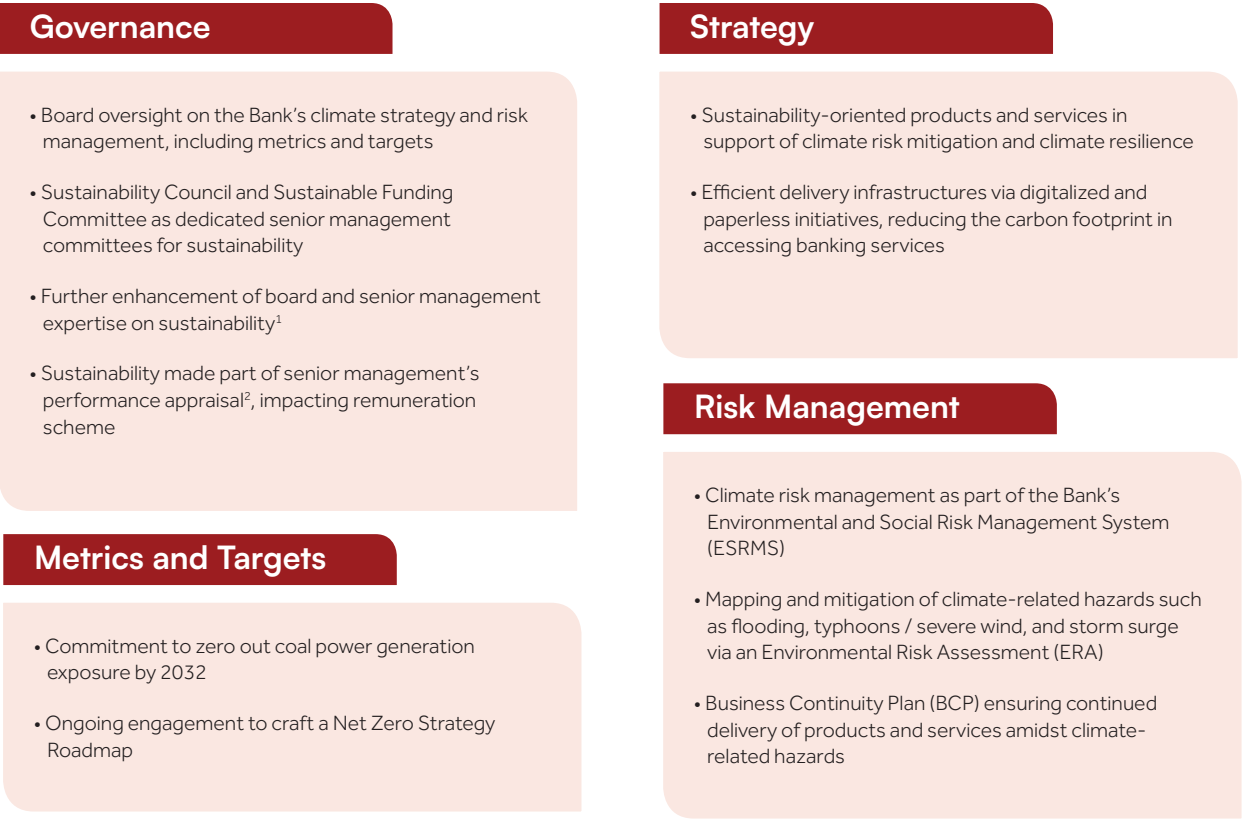 Governance
• Board oversight on the Bank’s climate strategy and risk
management, including metrics and targets
• Sustainability Council and Sustainable Funding
Committee as dedicated senior management
committees for sustainability
• Further enhancement of board and senior management
expertise on sustainability¹
• Sustainability made part of senior management’s
performance appraisal², impacting remuneration
scheme
Strategy
• Sustainability-oriented products and services in
support of climate risk mitigation and climate resilience
• Efficient delivery infrastructures via digitalized and
paperless initiatives, reducing the carbon footprint in
accessing banking services
Metrics and Targets
• Commitment to zero out coal power generation
exposure by 2032
• Ongoing engagement to craft a Net Zero Strategy
Roadmap
Risk Management
• Climate risk management as part of the Bank’s
Environmental and Social Risk Management System
(ESRMS)
• Mapping and mitigation of climate-related hazards such
as flooding, typhoons / severe wind, and storm surge
via an Environmental Risk Assessment (ERA)
• Business Continuity Plan (BCP) ensuring continued
delivery of products and services amidst climate-
related hazards